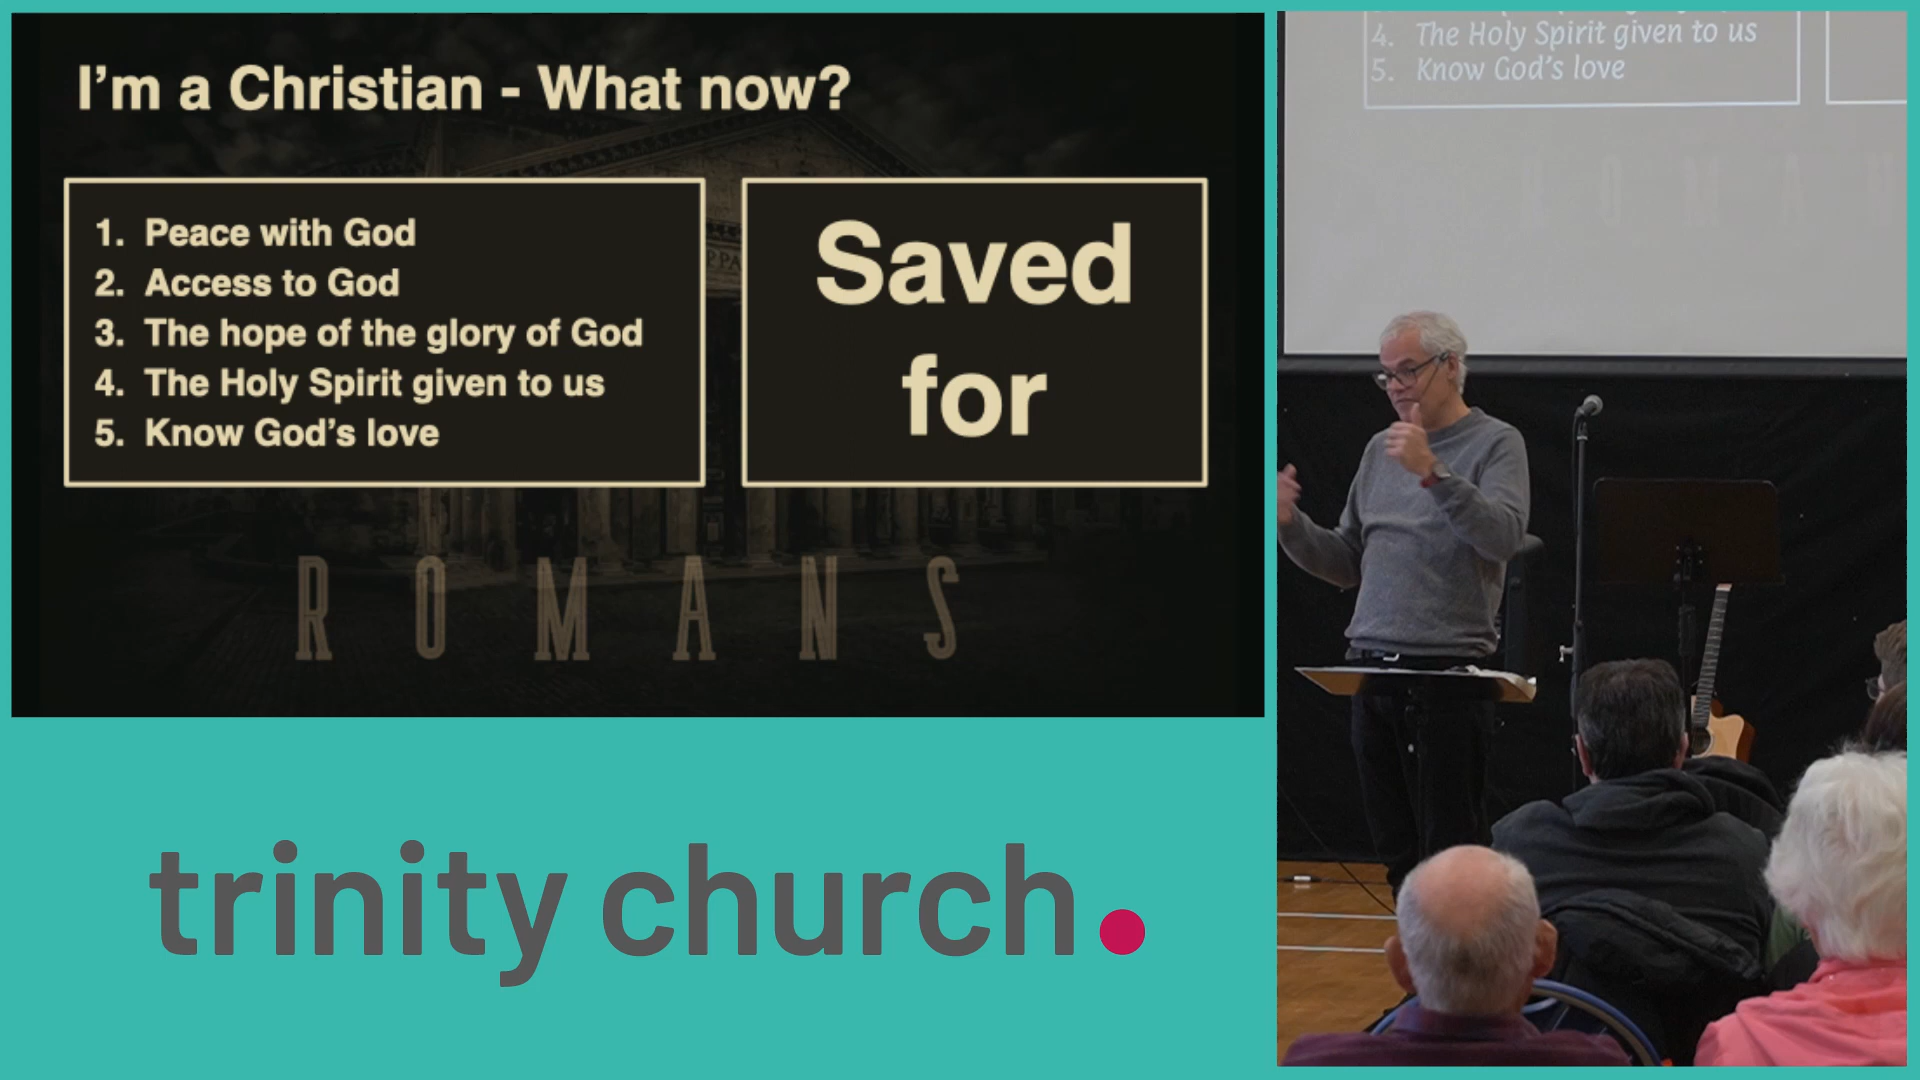 I'm a Christian - What now?
1. Peace with God
2. Access to God
3. The hope of the glory of God
4. The Holy Spirit given to us
5. Know God's love
Saved
for
ROMANS
trinity church.
4. The Holy Spirit given to us
5. Know God's love